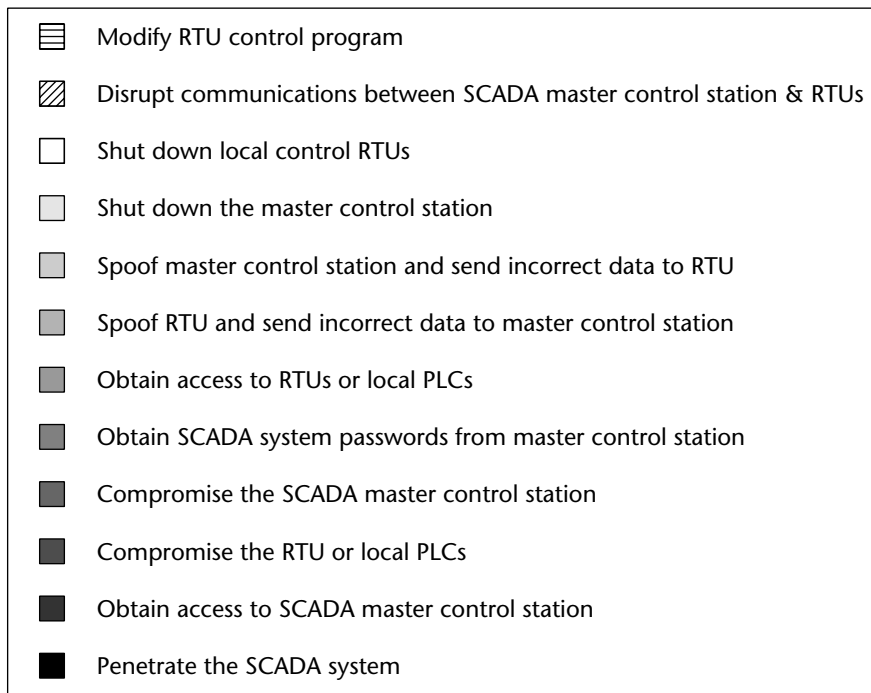 Modify RTU control program
Disrupt communications between SCADA master control station & RTUs
Shut down local control RTUs
Shut down the master control station
Spoof master control station and send incorrect data to RTU
Spoof RTU and send incorrect data to master control station
Obtain access to RTUs or local PLCs
Obtain SCADA system passwords from master control station
Compromise the SCADA master control station
Compromise the RTU or local PLCs
Obtain access to SCADA master control station
Penetrate the SCADA system